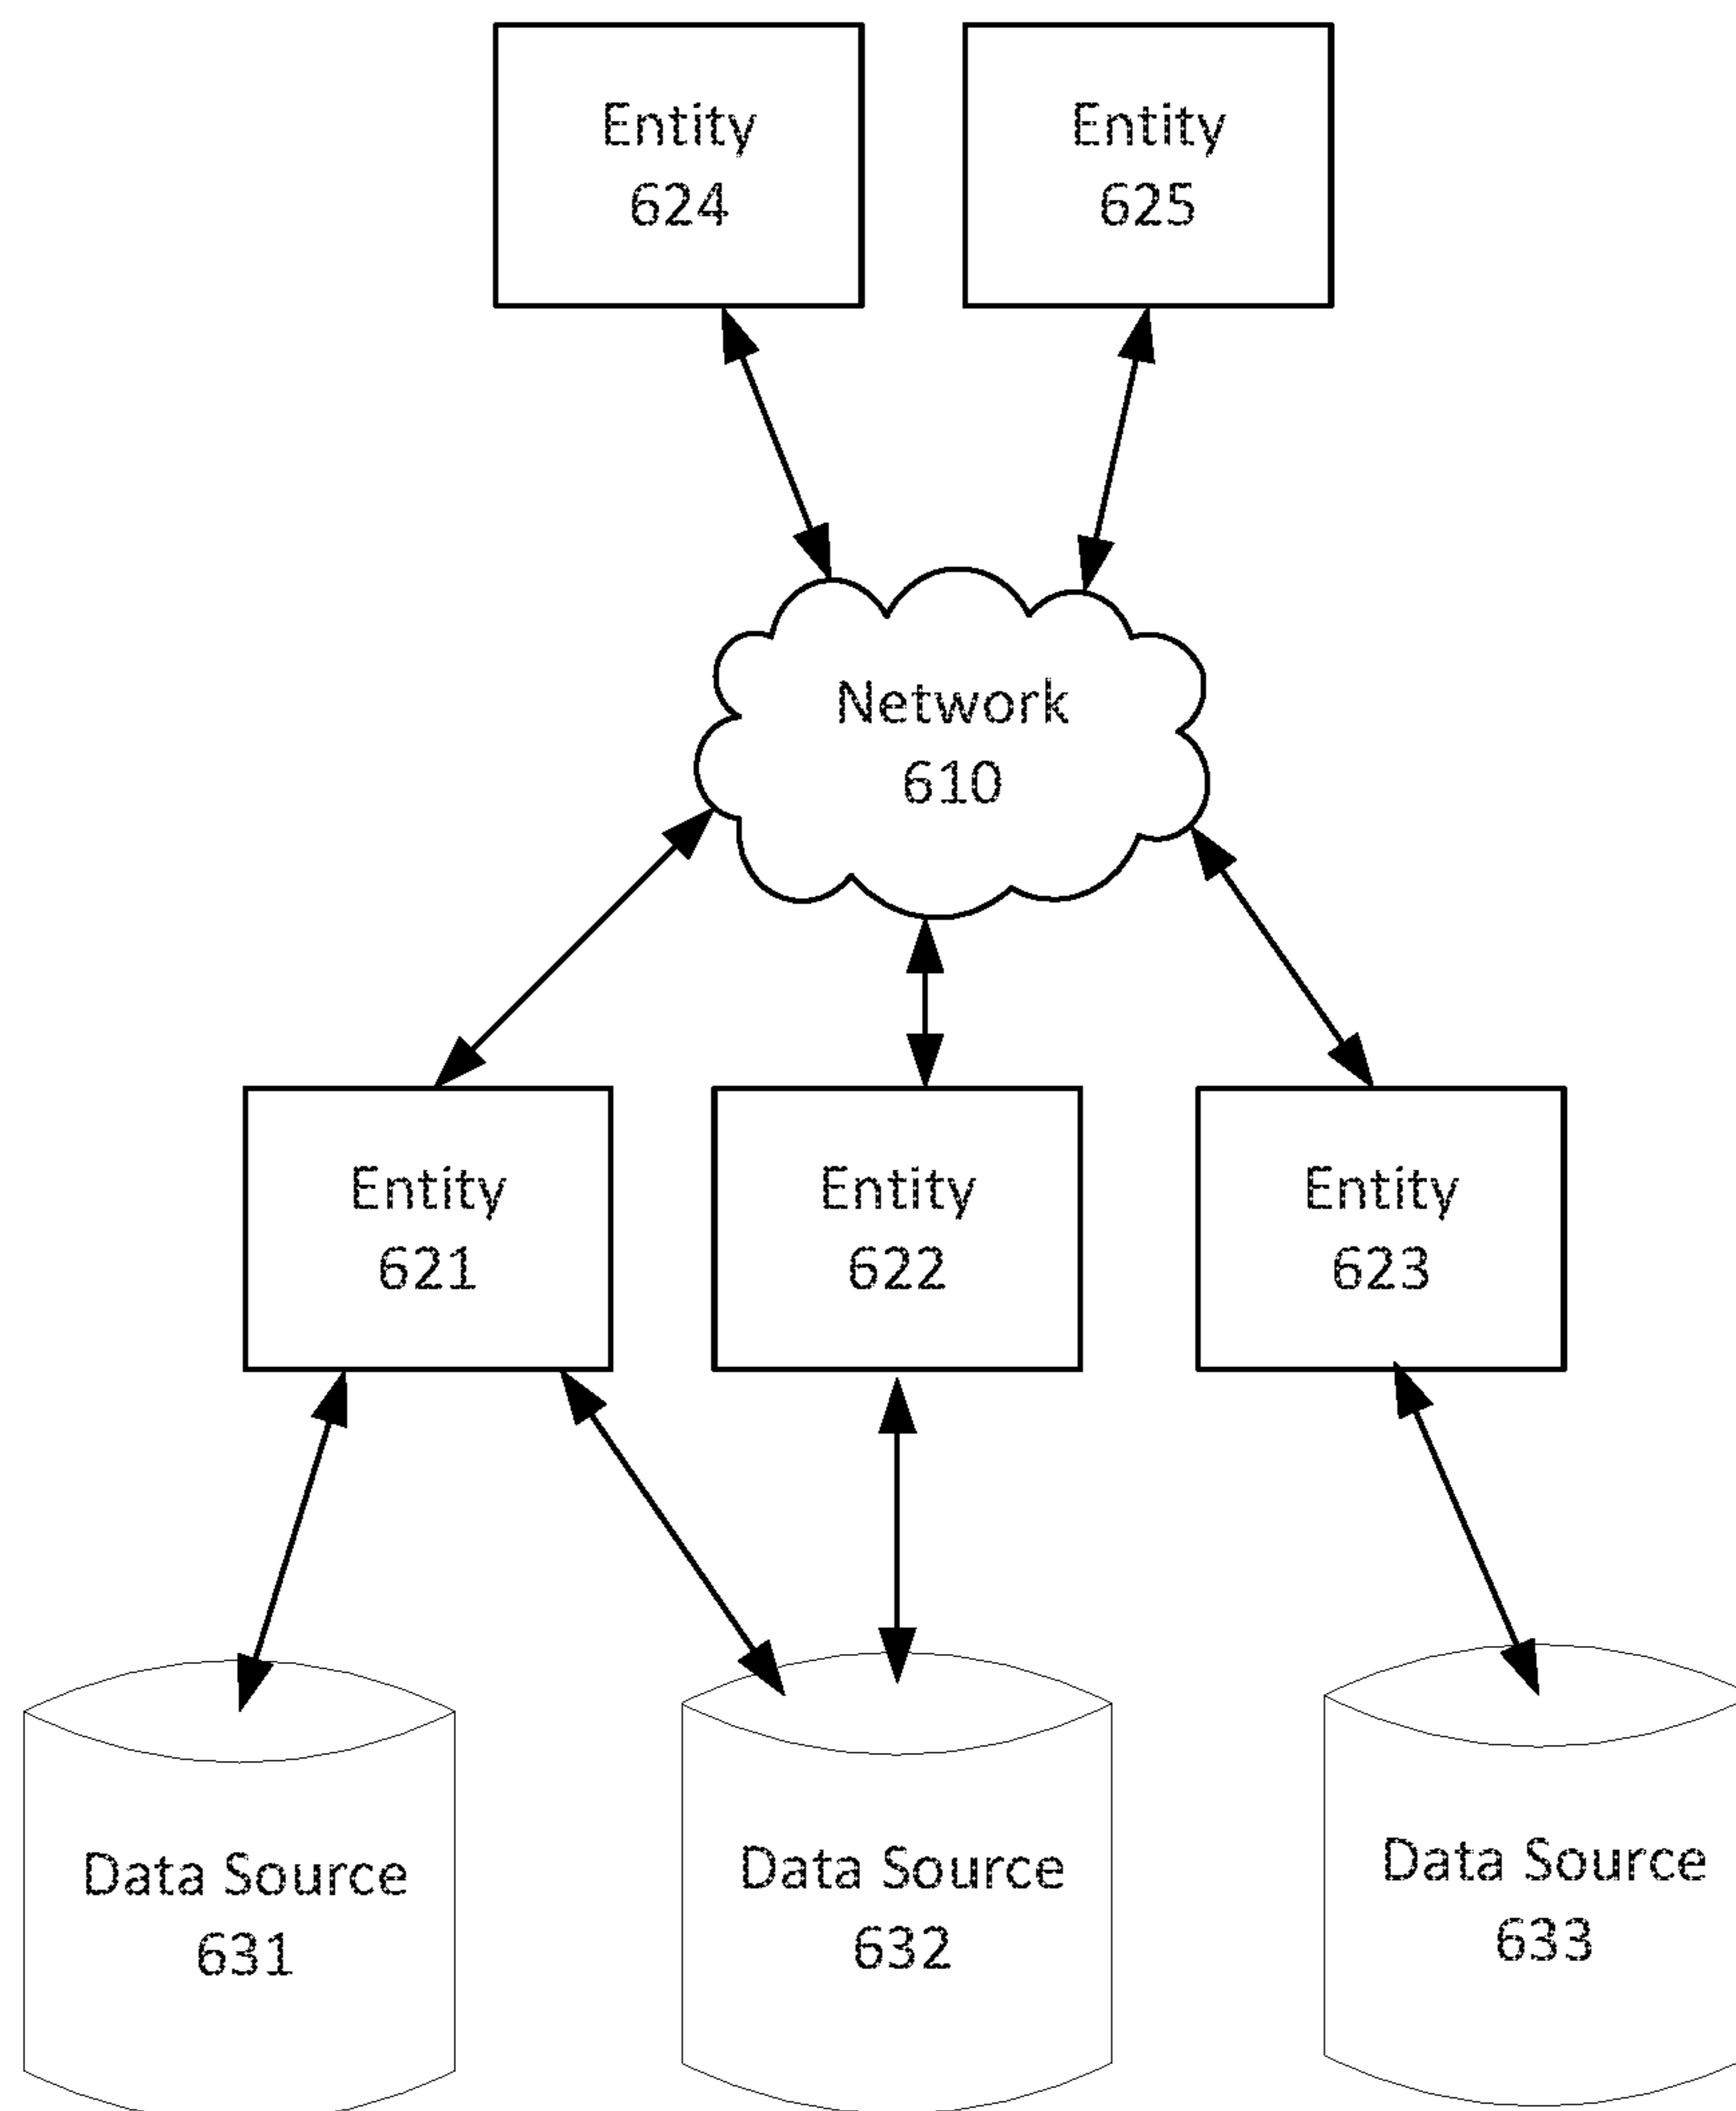 Entity
624
Entity
625
Network
610
Entity
621
Entity
622
Entity
623
Data Source
631
Data Source
632
Data Source
633